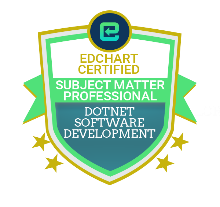 EDCHART
CERTIFIED
SUBJECT MATTER
PROFESSIONAL
DOTNET
SOFTWARE
DEVELOPMENT